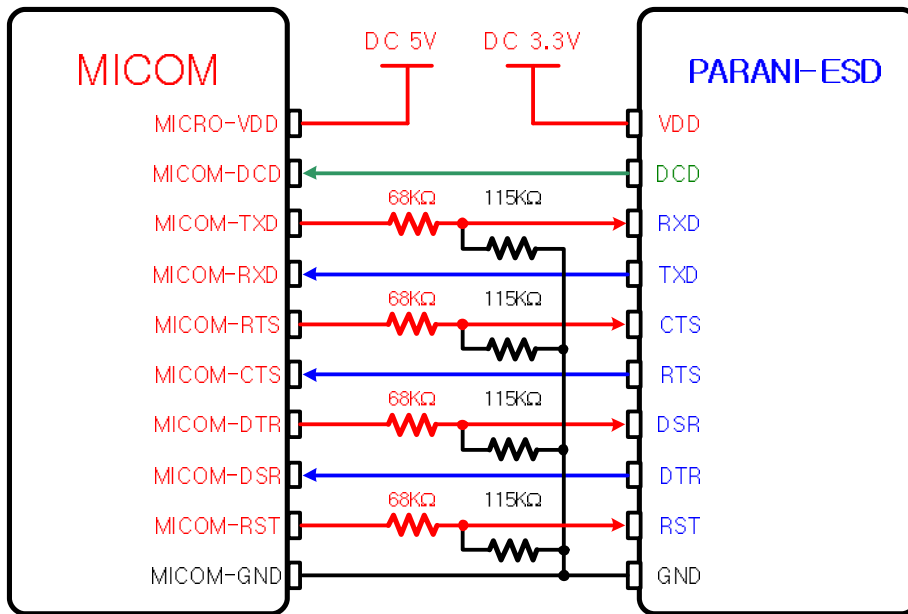 DC 5V DC 3.3V
MICOM PARANI-ESD
MICRO-VDD VDD
MICOM-DCD DCD
68KΩ 115KΩ
MICOM-TXD RXD
MICOM-RXD TXD
68KΩ 115KΩ
MICOM-RTS CTS
MICOM-CTS RTS
68KΩ 115KΩ
MICOM-DTR DSR
MICOM-DSR DTR
68KΩ 115KΩ
MICOM-RST RST
MICOM-GND GND